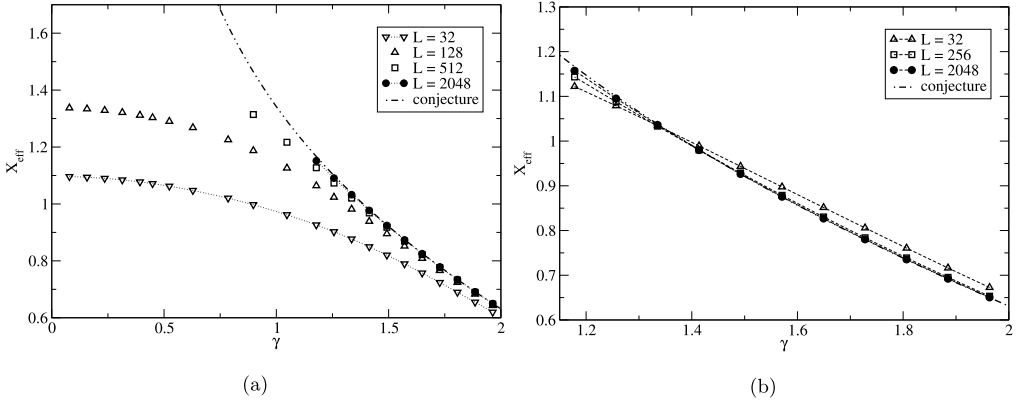 1.6
1.4
1.2
1
0.8
0.6
X_eff
0 0.5 1 1.5 2
γ
L = 32
L = 128
L = 512
L = 2048
conjecture
(a)
1.3
1.2
1.1
1
0.9
0.8
0.7
0.6
X_eff
1.2 1.4 1.6 1.8 2
γ
L = 32
L = 256
L = 2048
conjecture
(b)